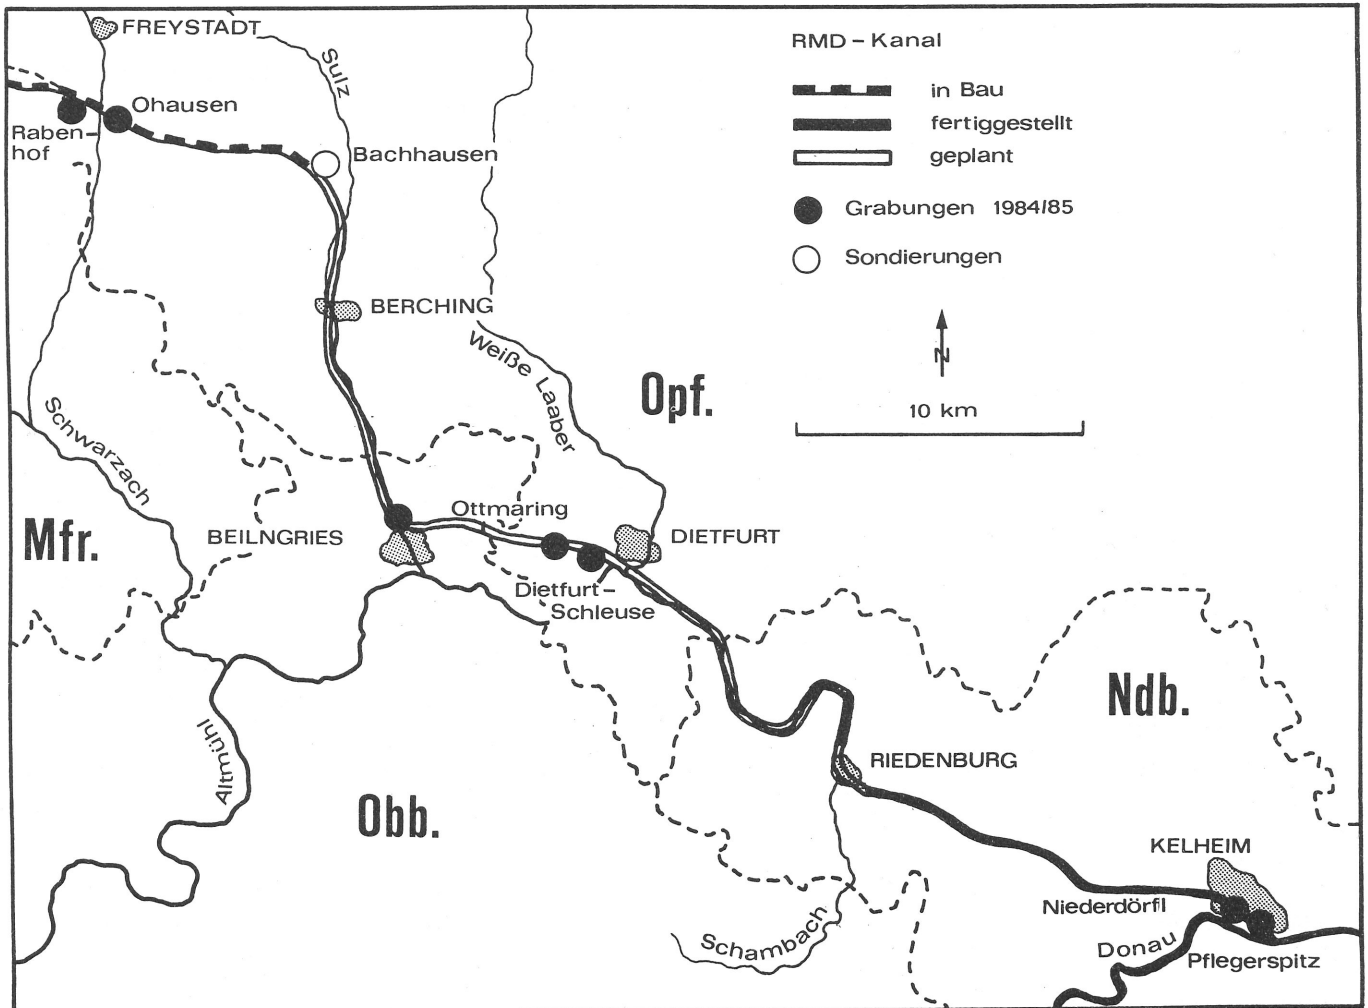 FREYSTADT
Sulz
RMD – Kanal
in Bau
fertiggestellt
geplant
Grabungen 1984/85
Sondierungen
Ohausen
Raben-
hof
Bachhausen
BERCHING
N
10 km
Weiße Laaber
Opf.
Schwarzach
Mfr.
BEILNGRIES
Ottmaring
DIETFURT
Dietfurt-
Schleuse
Ndb.
Altmühl
Obb.
RIEDENBURG
KELHEIM
Niederdörfl
Schambach
Donau
Pflegerspitz